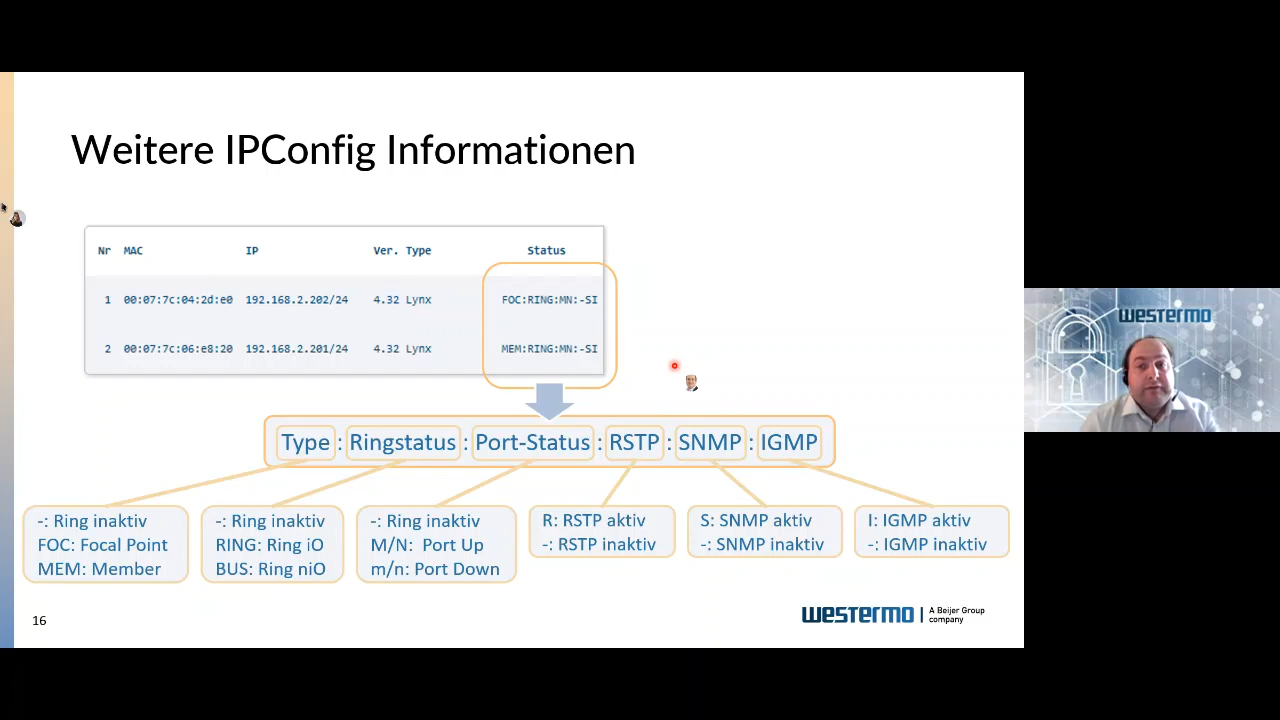 Weitere IPConfig Informationen
Nr MAC IP Ver. Type Status
1 00:07:7c:04:2d:e0 192.168.2.202/24 4.32 Lynx FOC:RING:MN:-SI
2 00:07:7c:06:e8:20 192.168.2.201/24 4.32 Lynx MEM:RING:MN:-SI
Type : Ringstatus : Port-Status : RSTP : SNMP : IGMP
-: Ring inaktiv
FOC: Focal Point
MEM: Member
-: Ring inaktiv
RING: Ring iO
BUS: Ring niO
-: Ring inaktiv
M/N: Port Up
m/n: Port Down
R: RSTP aktiv
-: RSTP inaktiv
S: SNMP aktiv
-: SNMP inaktiv
I: IGMP aktiv
-: IGMP inaktiv
16
westermo
A Beijer Group
company
westermo